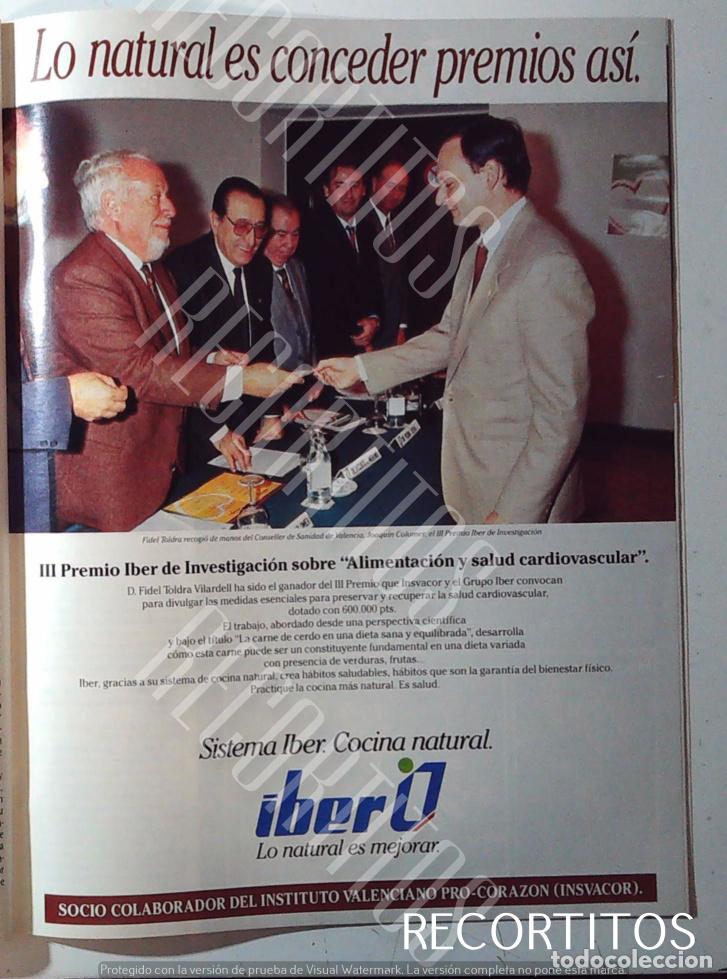 Lo natural es conceder premios así.
Fidel Toldra recogió de manos del Conseller de Sanidad de Valencia, Joaquín Colomer, el III Premio Iber de Investigación
III Premio Iber de Investigación sobre “Alimentación y salud cardiovascular”.
D. Fidel Toldra Vilardell ha sido el ganador del III Premio que Insvacor y el Grupo Iber convocan
para divulgar las medidas esenciales para preservar y recuperar la salud cardiovascular,
dotado con 600.000 pts.
El trabajo, abordado desde una perspectiva científica
y bajo el título “La carne de cerdo en una dieta sana y equilibrada”, desarrolla
cómo esta carne puede ser un constituyente fundamental en una dieta variada
con presencia de verduras, frutas...
Iber, gracias a su sistema de cocina natural, crea hábitos saludables, hábitos que son la garantía del bienestar físico.
Practique la cocina más natural. Es salud.
Sistema Iber. Cocina natural.
iber
Lo natural es mejorar.
SOCIO COLABORADOR DEL INSTITUTO VALENCIANO PRO-CORAZON (INSVACOR).
RECORTITOS
todocoleccion
Protegido con la versión de prueba de Visual Watermark. La versión completa no pone esta marca.
RECORTITOS
RECORTITOS
RECORTITOS
RECORTITOS